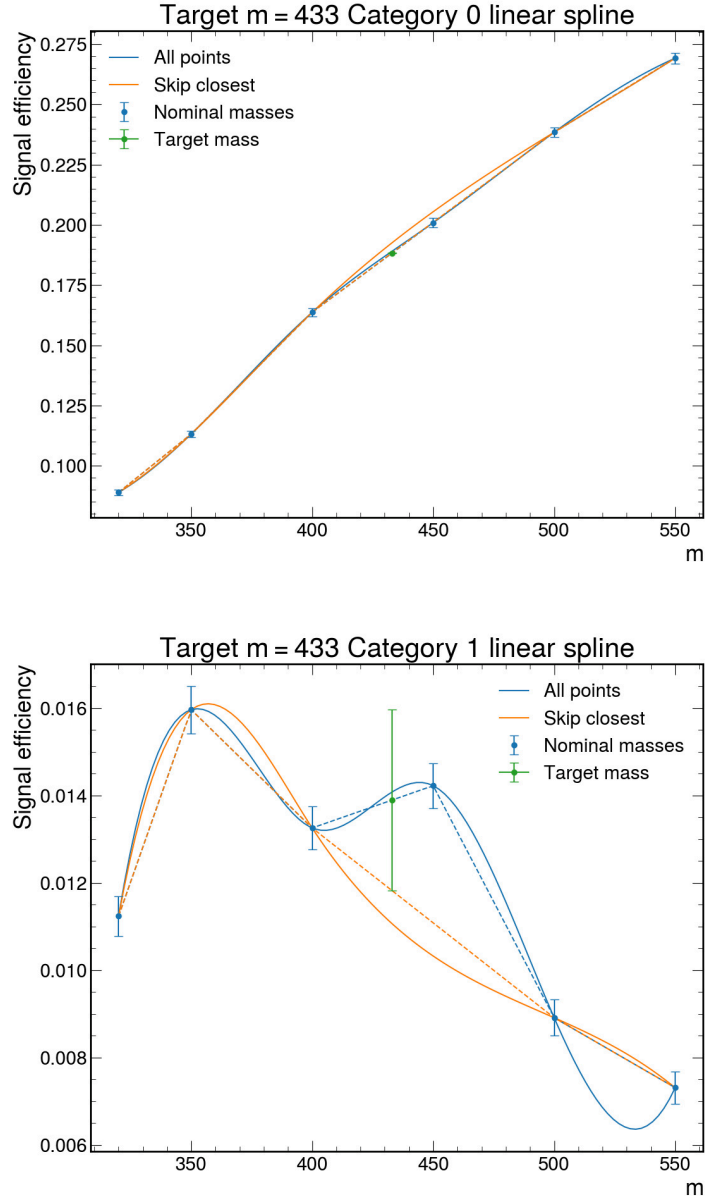 Target m = 433 Category 0 linear spline
Signal efficiency
All points
Skip closest
Nominal masses
Target mass
0.275
0.250
0.225
0.200
0.175
0.150
0.125
0.100
350 400 450 500 550
m
Target m = 433 Category 1 linear spline
Signal efficiency
All points
Skip closest
Nominal masses
Target mass
0.016
0.014
0.012
0.010
0.008
0.006
350 400 450 500 550
m